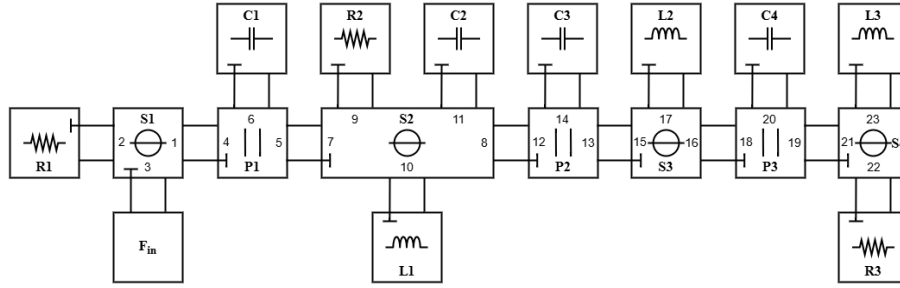 C1 R2 C2 C3 L2 C4 L3
S1 6 9 S2 11 14 17 20 23
2 1 4 5 7 8 12 13 15 16 18 19 21
R1 3 P1 10 P2 S3 P3 22
F_in L1 R3